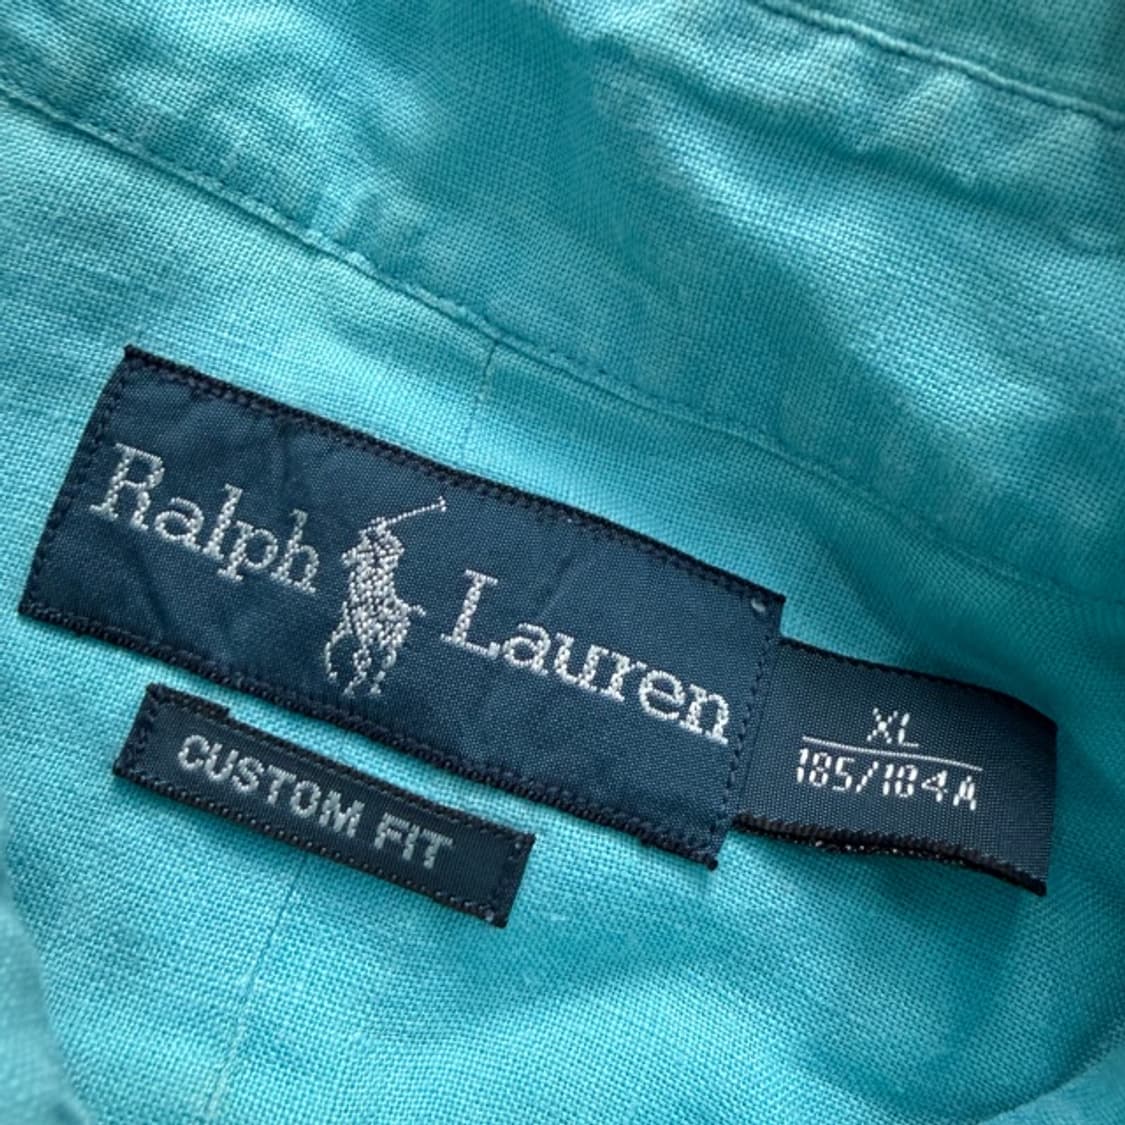 Ralph Lauren
XL
185/104A
CUSTOM FIT